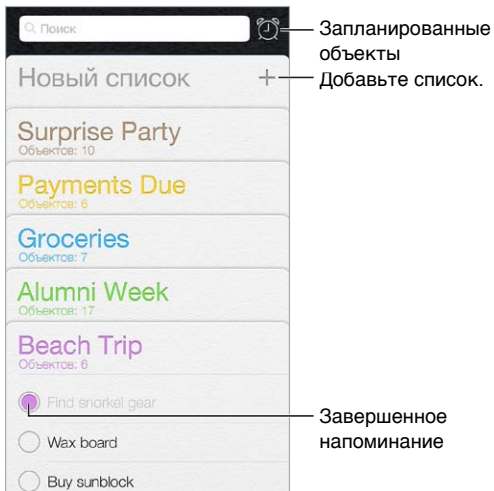 Поиск
Запланированные
объекты
Новый список
Добавьте список.
Surprise Party
Объектов: 10
Payments Due
Объектов: 6
Groceries
Объектов: 7
Alumni Week
Объектов: 17
Beach Trip
Объектов: 6
Find snorkel gear
Завершенное
напоминание
Wax board
Buy sunblock